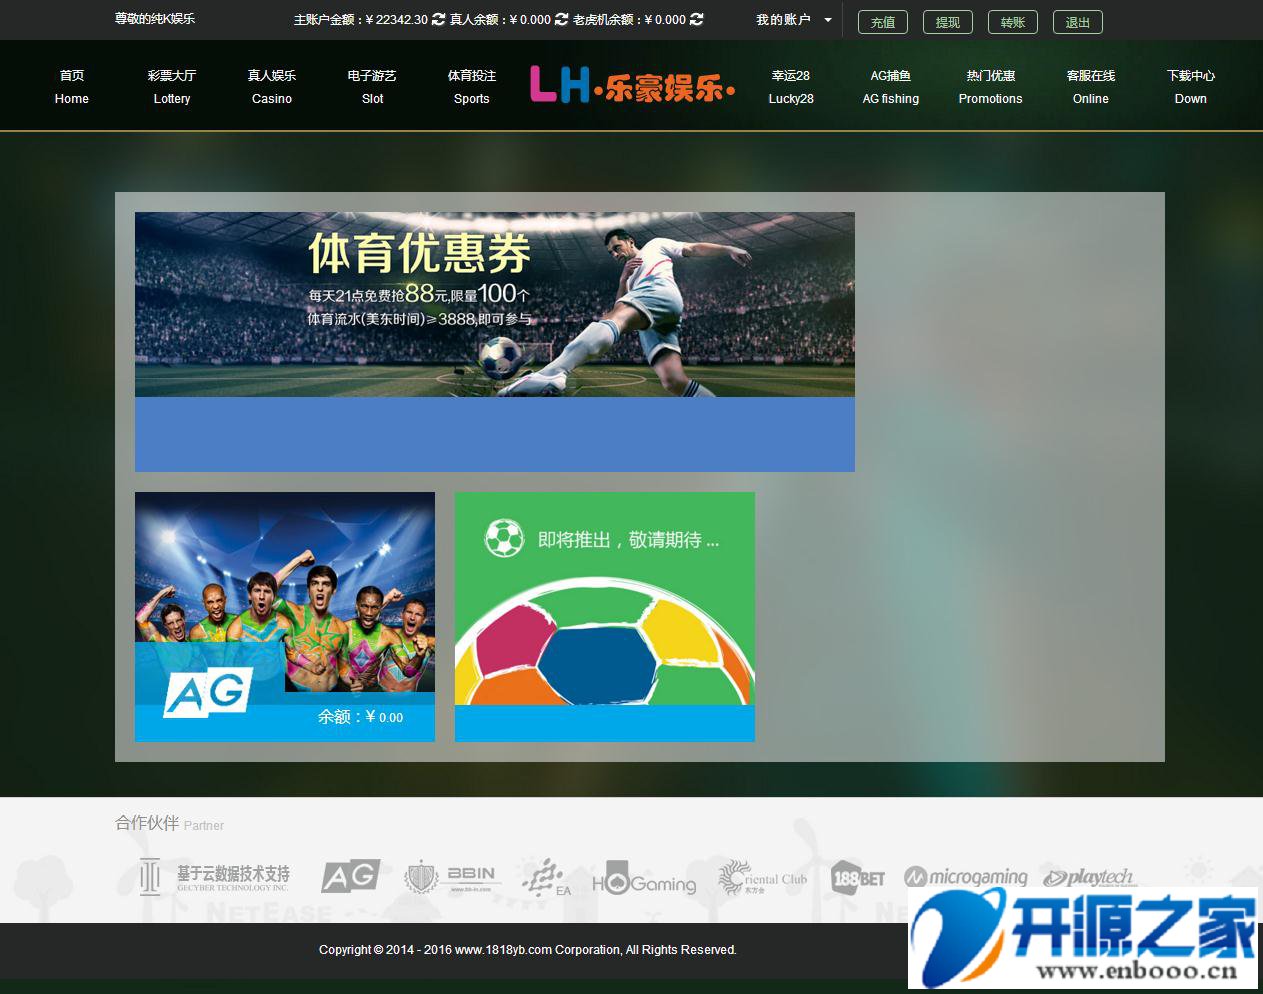 尊敬的纯K娱乐 主账户金额：¥ 22342.30 真人余额：¥ 0.000 老虎机余额：¥ 0.000 我的账户 充值 提现 转账 退出
首页 彩票大厅 真人娱乐 电子游艺 体育投注 LH·乐豪娱乐· 幸运28 AG捕鱼 热门优惠 客服在线 下载中心
Home Lottery Casino Slot Sports Lucky28 AG fishing Promotions Online Down
体育优惠券
每天21点免费抢88元,限量100个
体育流水(美东时间)≥3888,即可参与
即将推出，敬请期待 ...
AG
余额：¥ 0.00
合作伙伴 Partner
基于云数据技术支持
GECYBER TECHNOLOGY INC.
AG
BBIN
www.bb-in.com
EA
HoGaming
Oriental Club
东方会
188BET
microgaming
playtech
NETEASE
NE
Copyright © 2014 - 2016 www.1818yb.com Corporation, All Rights Reserved.
开源之家
www.enbooo.cn